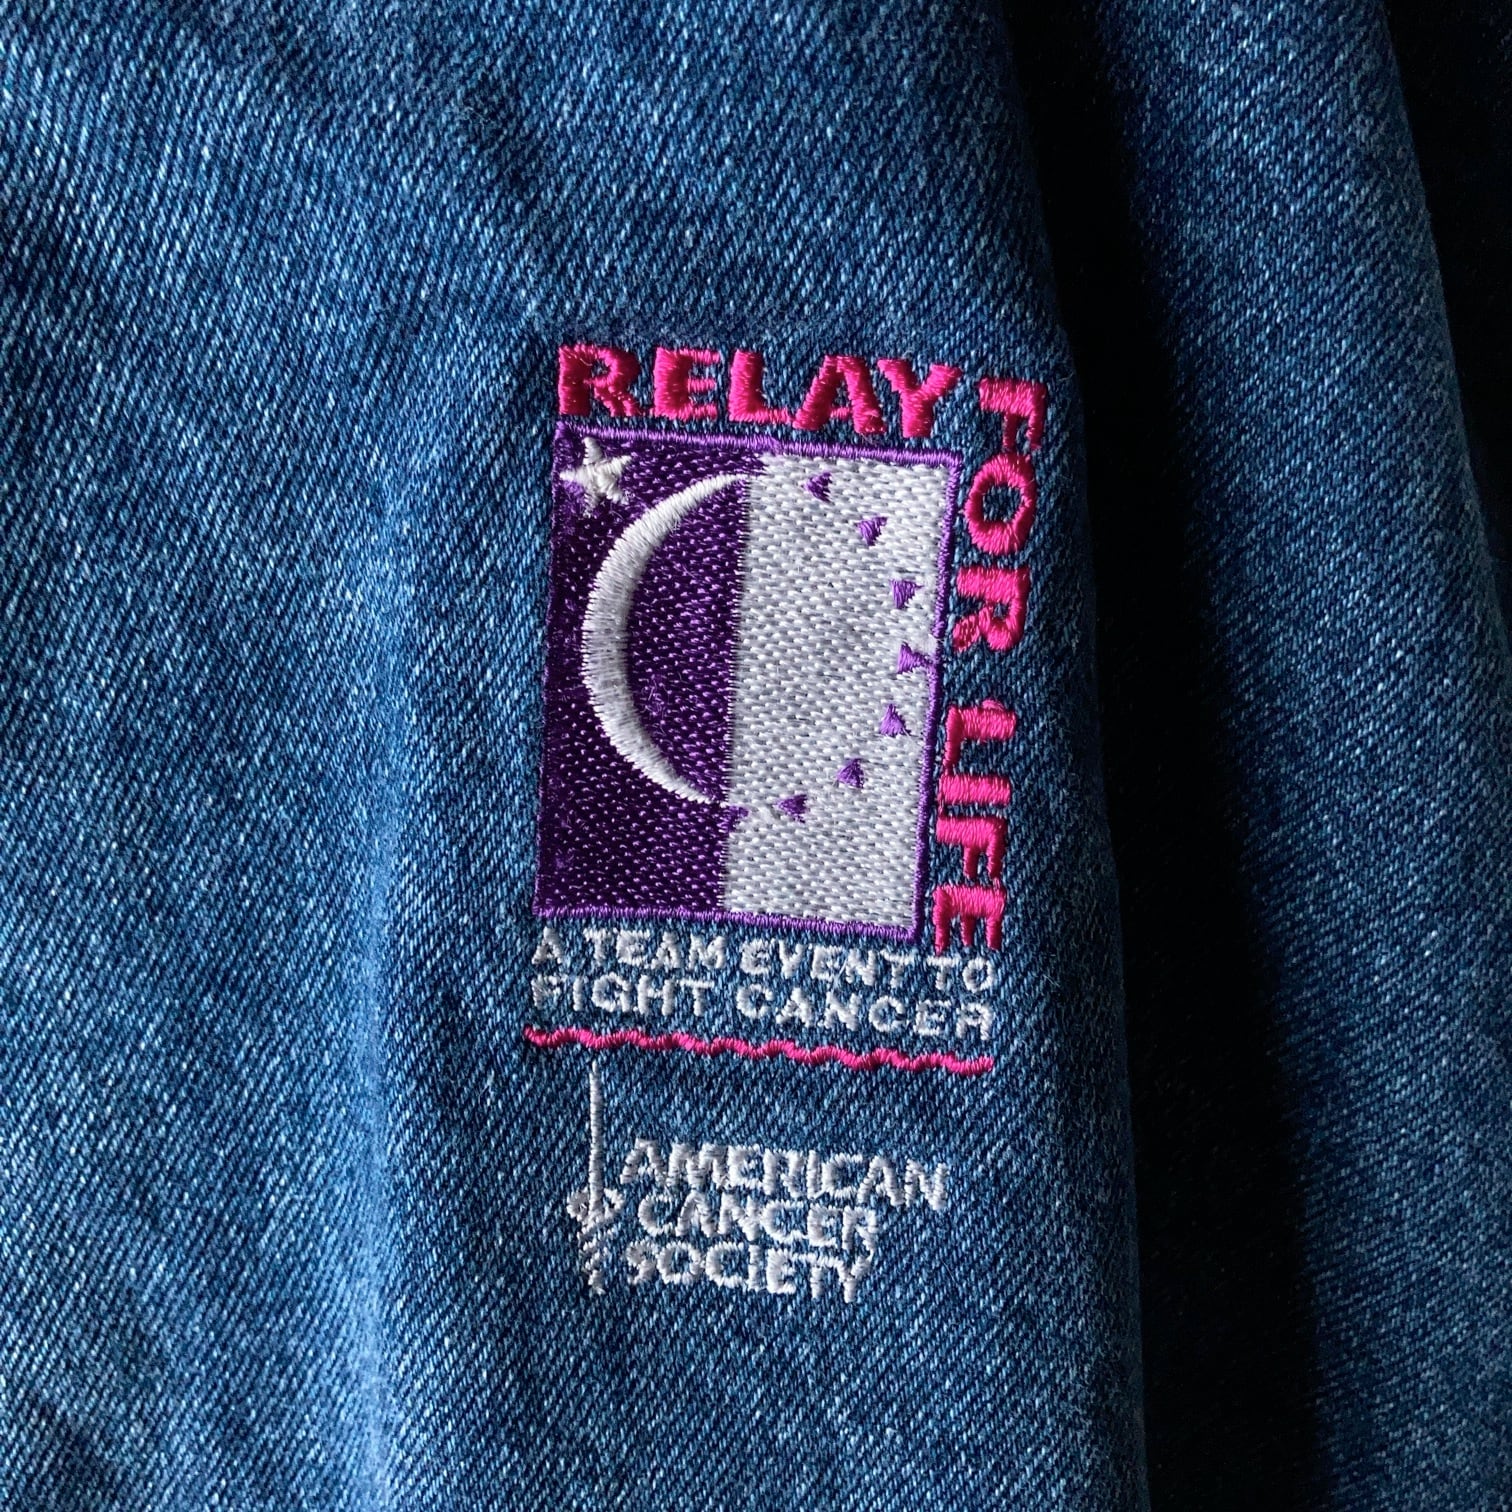 RELAY
FOR LIFE
A TEAM EVENT TO
FIGHT CANCER
AMERICAN
CANCER
SOCIETY